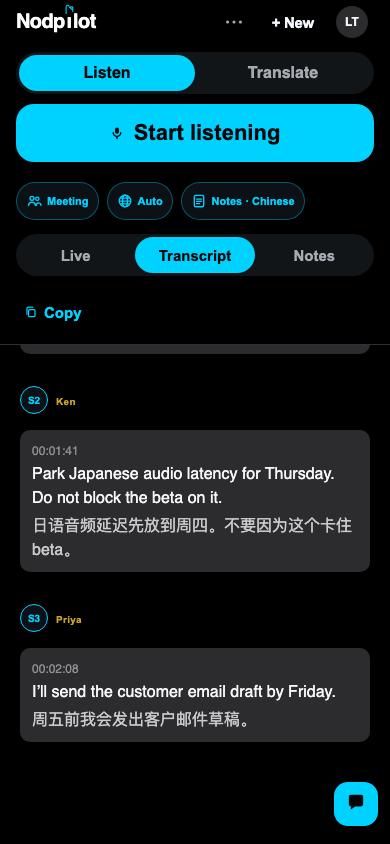 Nodpilot
+ New
LT
Listen
Translate
Start listening
Meeting
Auto
Notes · Chinese
Live
Transcript
Notes
Copy
S2
Ken
00:01:41
Park Japanese audio latency for Thursday.
Do not block the beta on it.
日语音频延迟先放到周四。不要因为这个卡住
beta。
S3
Priya
00:02:08
I’ll send the customer email draft by Friday.
周五前我会发出客户邮件草稿。